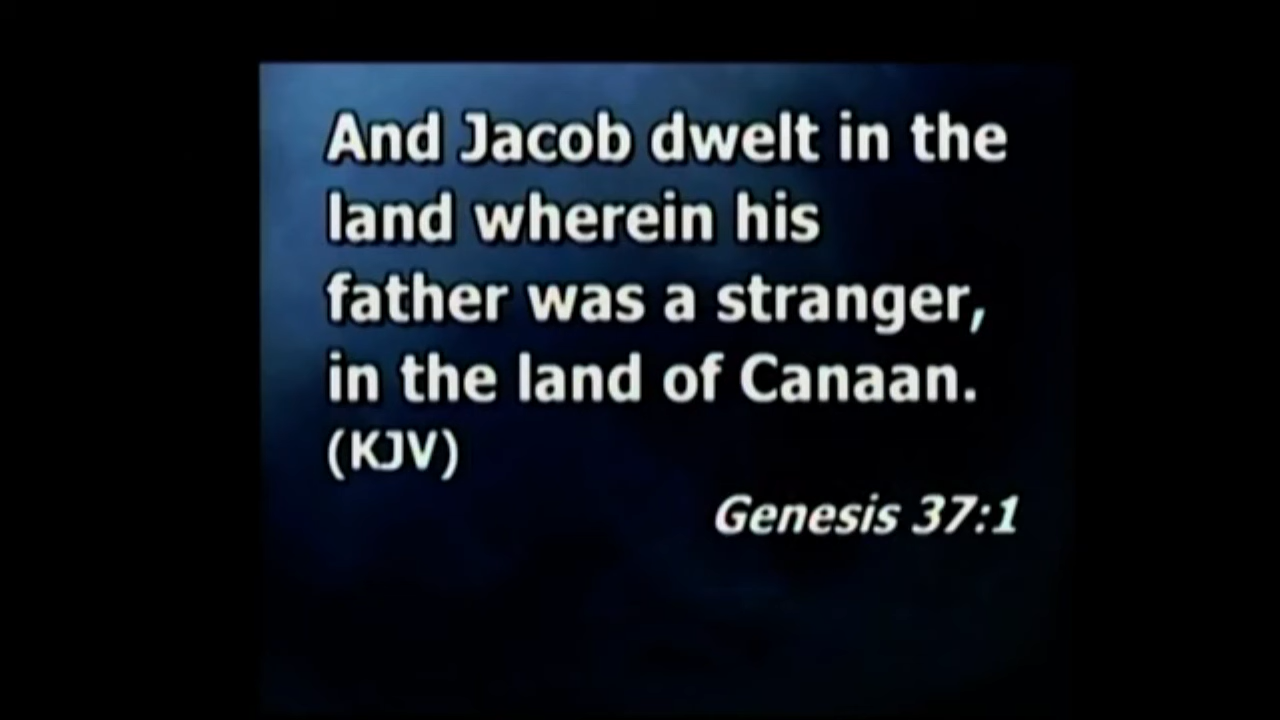 And Jacob dwelt in the
land wherein his
father was a stranger,
in the land of Canaan.
(KJV)
Genesis 37:1